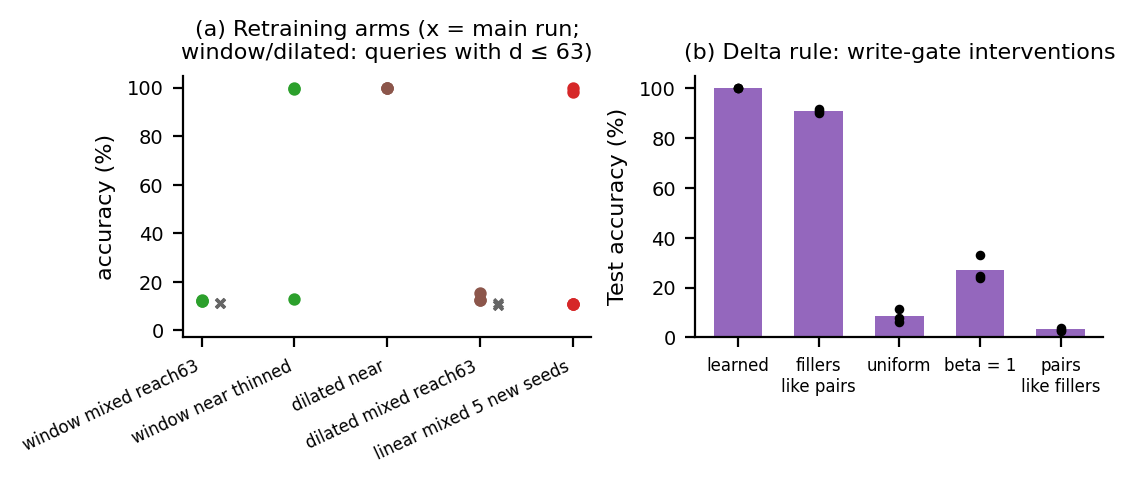 (a) Retraining arms (x = main run;
window/dilated: queries with d ≤ 63)
accuracy (%)
100
80
60
40
20
0
window mixed reach63
window near thinned
dilated near
dilated mixed reach63
linear mixed 5 new seeds
(b) Delta rule: write-gate interventions
Test accuracy (%)
100
80
60
40
20
0
learned
fillers
like pairs
uniform
beta = 1
pairs
like fillers